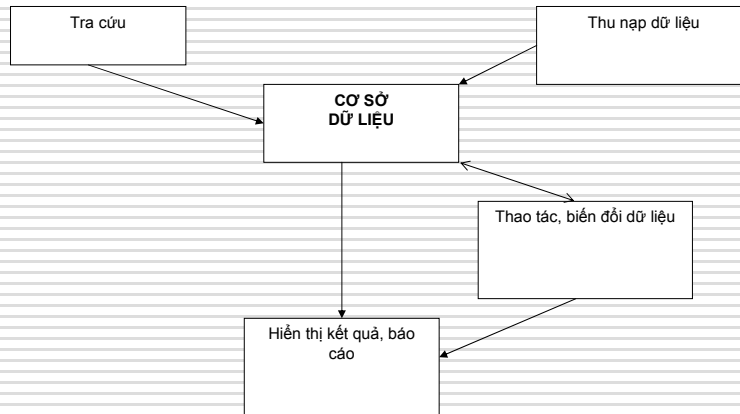 Tra cứu
Thu nạp dữ liệu
CƠ SỞ
DỮ LIỆU
Thao tác, biến đổi dữ liệu
Hiển thị kết quả, báo
cáo